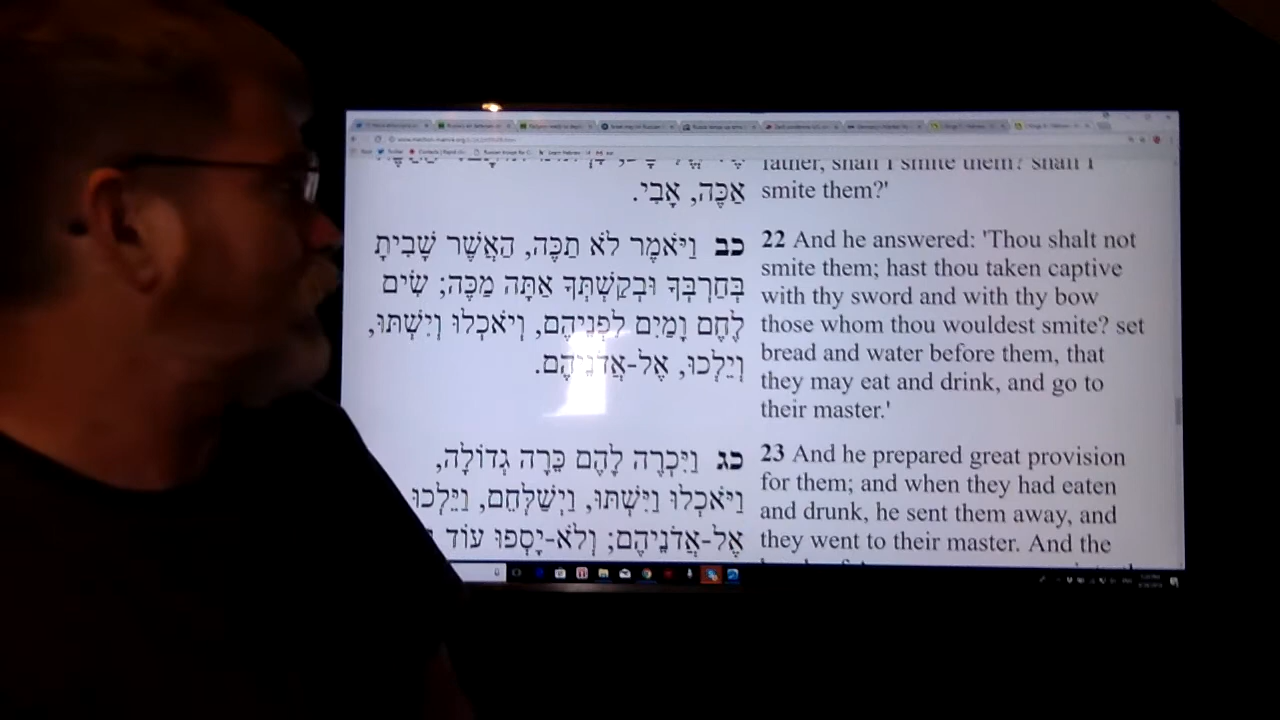 father, shall I smite them? shall I
אַכֶּה, אָבִי.
smite them?'
כב וַיֹּאמֶר לֹא תַכֶּה, הַאֲשֶׁר שָׁבִיתָ
בְּחַרְבְּךָ וּבְקַשְׁתְּךָ אַתָּה מַכֶּה; שִׂים
לֶחֶם וָמַיִם לִפְנֵיהֶם, וְיֹאכְלוּ וְיִשְׁתּוּ,
וְיֵלְכוּ, אֶל-אֲדֹנֵיהֶם.
22 And he answered: 'Thou shalt not
smite them; hast thou taken captive
with thy sword and with thy bow
those whom thou wouldest smite? set
bread and water before them, that
they may eat and drink, and go to
their master.'
כג וַיִּכְרֶה לָהֶם כֵּרָה גְדוֹלָה,
וַיֹּאכְלוּ וַיִּשְׁתּוּ, וַיְשַׁלְּחֵם, וַיֵּלְכוּ
אֶל-אֲדֹנֵיהֶם; וְלֹא-יָסְפוּ עוֹד
23 And he prepared great provision
for them; and when they had eaten
and drunk, he sent them away, and
they went to their master. And the